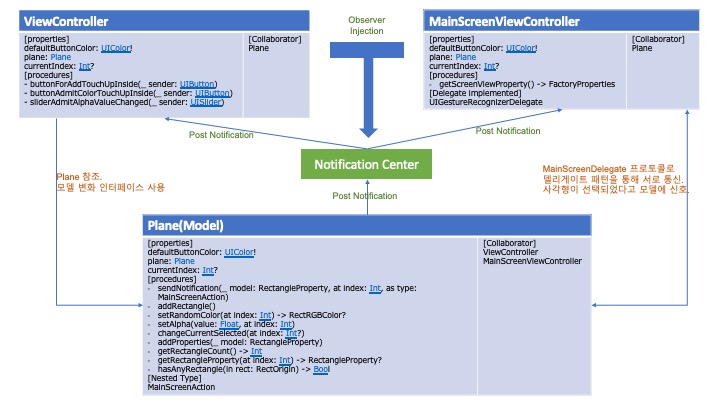 ViewController
[properties]
defaultButtonColor: UIColor!
plane: Plane
currentIndex: Int?
[procedures]
- buttonForAddTouchUpInside(_ sender: UIButton)
- buttonAdmitColorTouchUpInside(_ sender: UIButton)
- sliderAdmitAlphaValueChanged(_ sender: UISlider)
[Collaborator]
Plane
Observer
Injection
MainScreenViewController
[properties]
defaultButtonColor: UIColor!
plane: Plane
currentIndex: Int?
[procedures]
- getScreenViewProperty() -> FactoryProperties
[Delegate implemented]
UIGestureRecognizerDelegate
[Collaborator]
Plane
Post Notification
Post Notification
Notification Center
Plane 참조.
모델 변화 인터페이스 사용
MainScreenDelegate 프로토콜로
델리게이트 패턴을 통해 서로 통신.
사각형이 선택되었다고 모델에 신호.
Post Notification
Plane(Model)
[properties]
defaultButtonColor: UIColor!
plane: Plane
currentIndex: Int?
[procedures]
- sendNotification(_ model: RectangleProperty, at index: Int, as type:
MainScreenAction)
- addRectangle()
- setRandomColor(at index: Int) -> RectRGBColor?
- setAlpha(value: Float, at index: Int)
- changeCurrentSelected(at index: Int?)
- addProperties(_ model: RectangleProperty)
- getRectangleCount() -> Int
- getRectangleProperty(at index: Int) -> RectangleProperty?
- hasAnyRectangle(in rect: RectOrigin) -> Bool
[Nested Type]
MainScreenAction
[Collaborator]
ViewController
MainScreenViewController